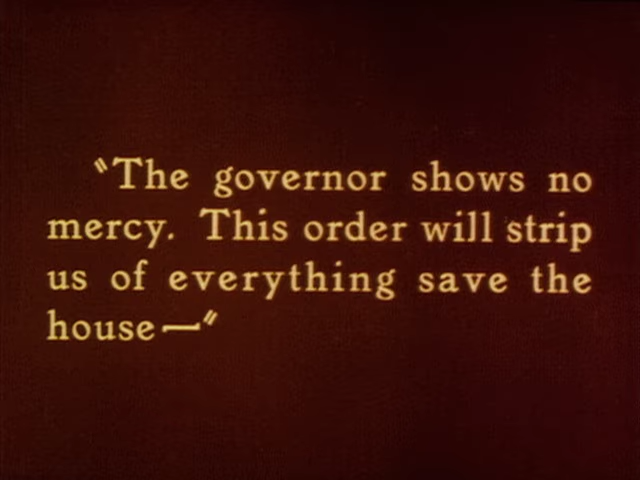 "The governor shows no
mercy. This order will strip
us of everything save the
house—"